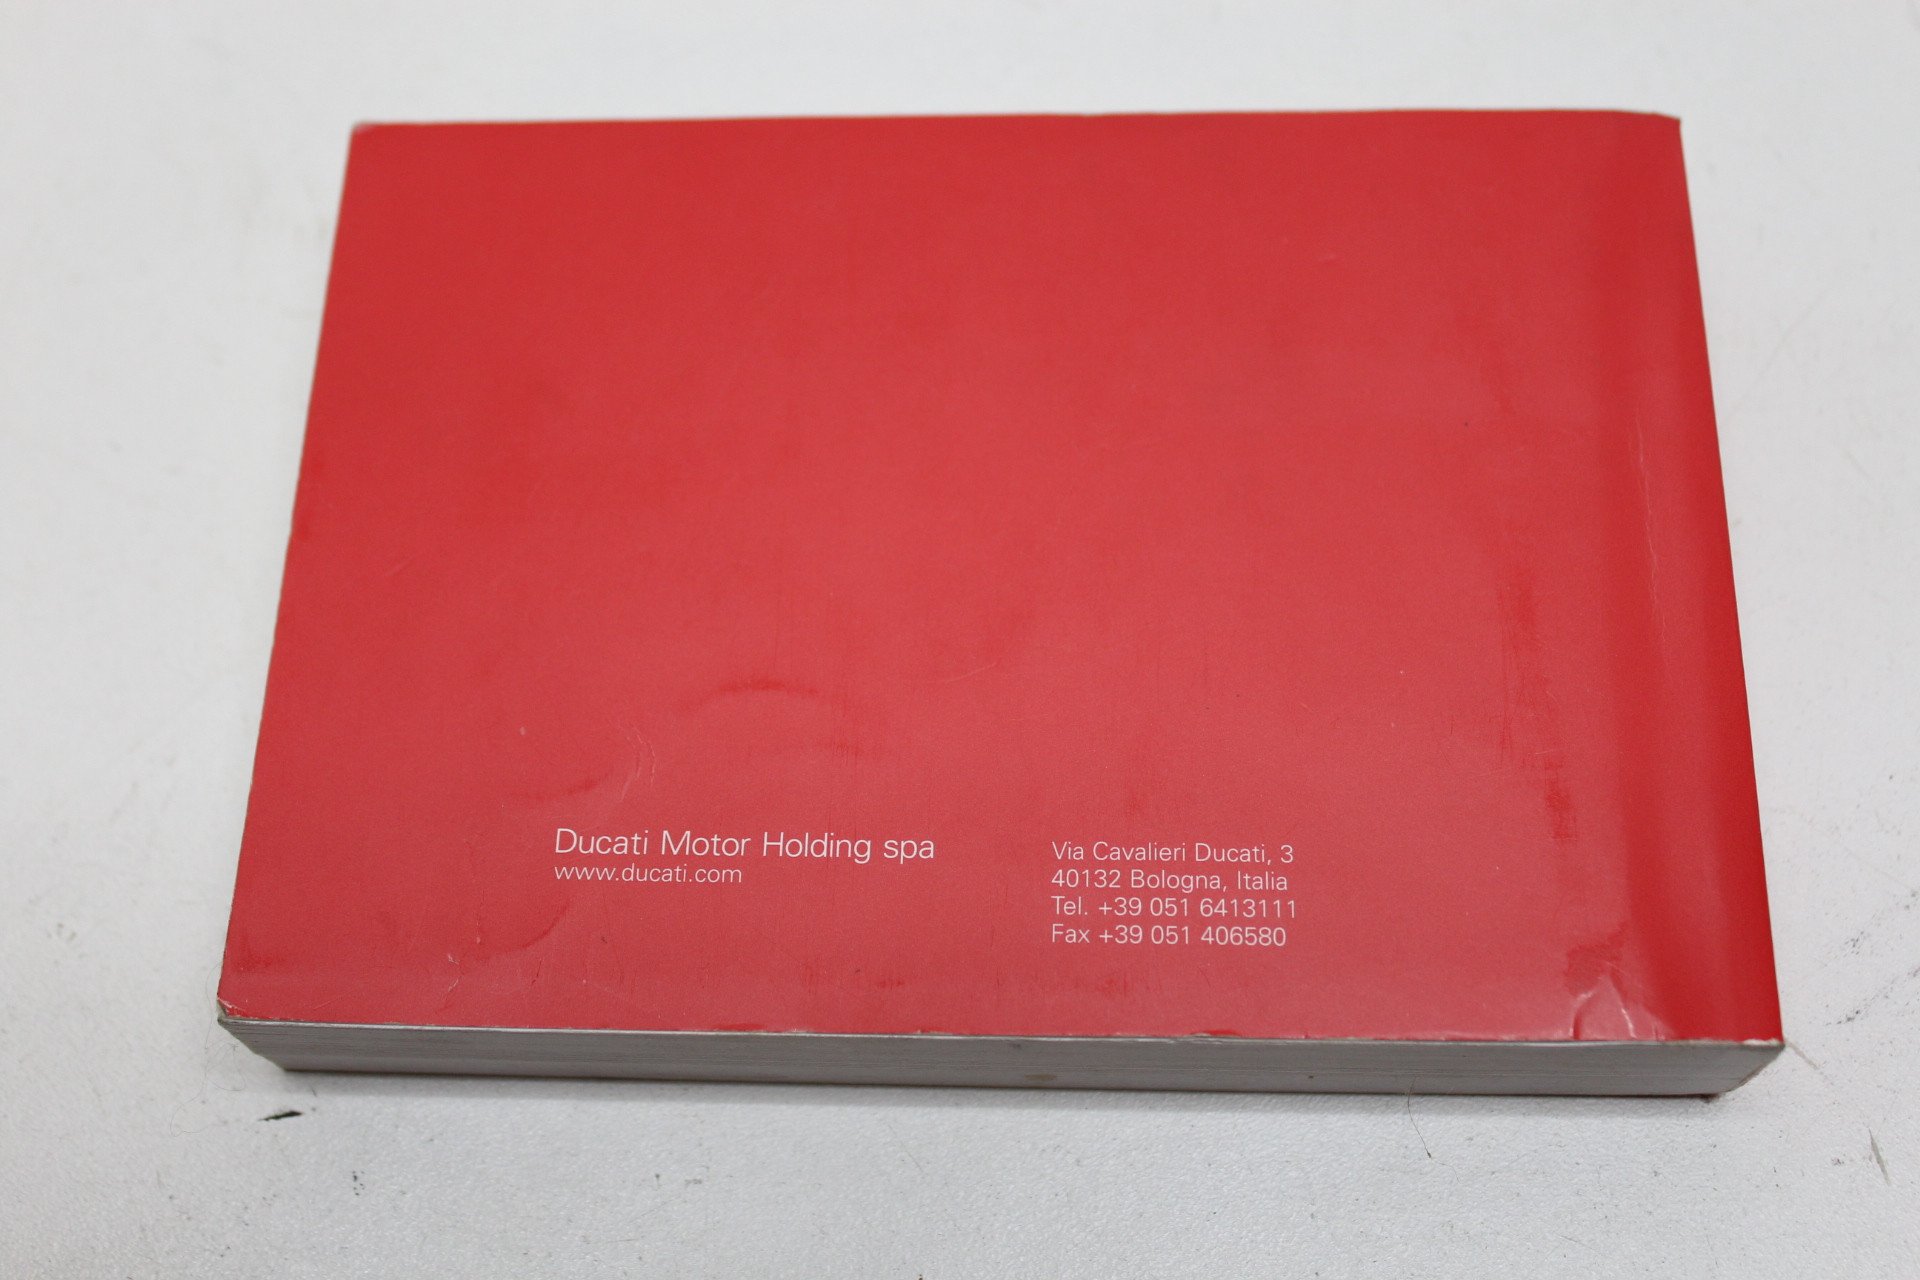 Ducati Motor Holding spa
www.ducati.com
Via Cavalieri Ducati, 3
40132 Bologna, Italia
Tel. +39 051 6413111
Fax +39 051 406580